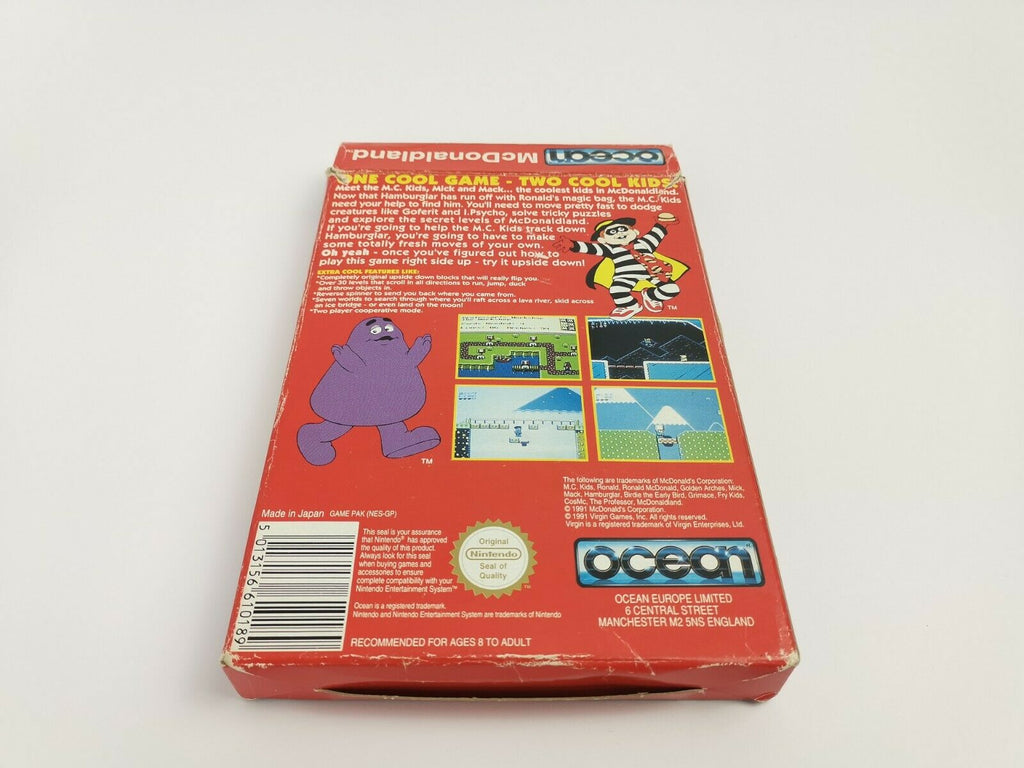 ocean McDonaldland™
ONE COOL GAME - TWO COOL KIDS!
Meet the M.C. Kids, Mick and Mack... the coolest kids in McDonaldland.
Now that Hamburglar has run off with Ronald's magic bag, the M.C. Kids
need your help to find him. You'll need to move pretty fast to dodge
creatures like Goferit and I.Psycho, solve tricky puzzles
and explore the secret levels of McDonaldland.
If you're going to help the M.C. Kids track down
Hamburglar, you're going to have to make
some totally fresh moves of your own.
Oh yeah - once you've figured out how to
play this game right side up - try it upside down!
EXTRA COOL FEATURES LIKE:
*Completely original upside down blocks that will really flip you.
*Over 30 levels that scroll in all directions to run, jump, duck
and throw objects in.
*Reverse spinner to send you back where you came from.
*Seven worlds to search through where you'll raft across a lava river, skid across
an ice bridge - or even land on the moon!
*Two player cooperative mode.
TM
TM
The following are trademarks of McDonald's Corporation:
M.C. Kids, Ronald, Ronald McDonald, Golden Arches, Mick,
Mack, Hamburglar, Birdie the Early Bird, Grimace, Fry Kids,
CosMc, The Professor, McDonaldland.
© 1991 McDonald's Corporation.
© 1991 Virgin Games, Inc. All rights reserved.
Virgin is a registered trademark of Virgin Enterprises, Ltd.
Made in Japan GAME PAK (NES-GP)
5 013156 610189
This seal is your assurance
that Nintendo® has approved
the quality of this product.
Always look for this seal
when buying games and
accessories to ensure
complete compatibility with your
Nintendo Entertainment System™
Original
Nintendo
Seal of
Quality
TM
Ocean is a registered trademark.
Nintendo and Nintendo Entertainment System are trademarks of Nintendo
RECOMMENDED FOR AGES 8 TO ADULT
ocean
OCEAN EUROPE LIMITED
6 CENTRAL STREET
MANCHESTER M2 5NS ENGLAND